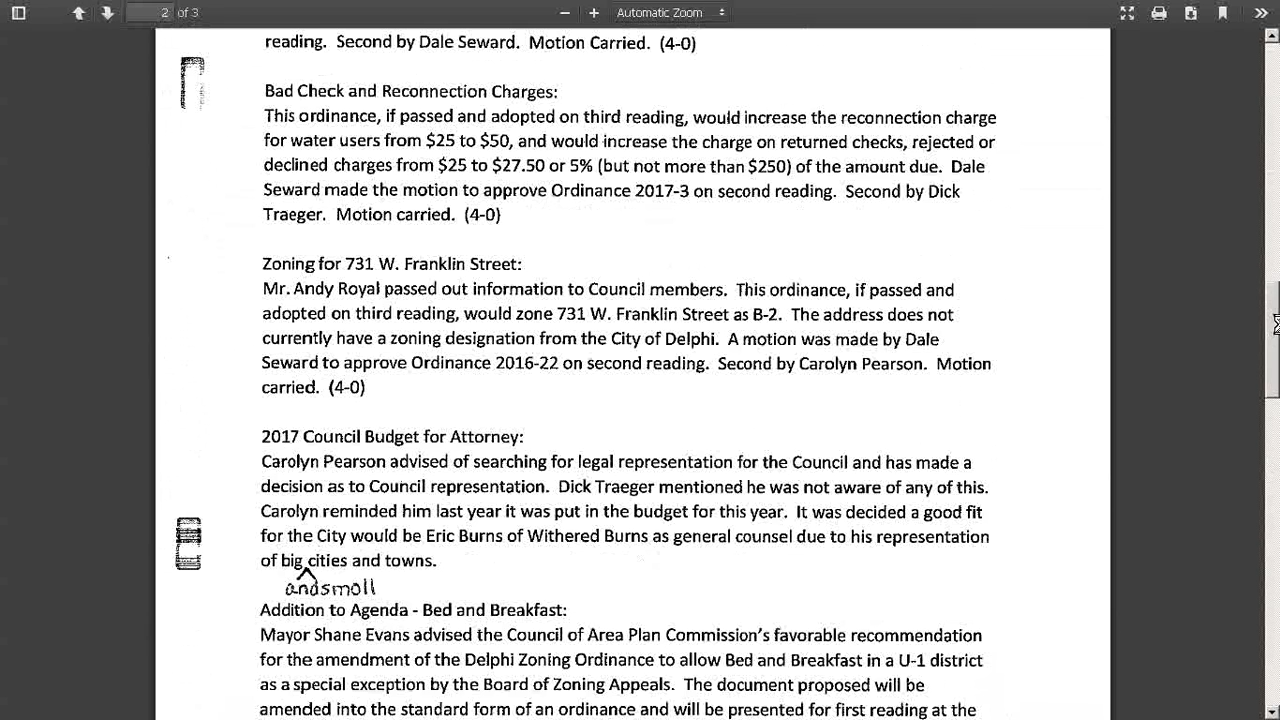 2 of 3
Automatic Zoom
reading. Second by Dale Seward. Motion Carried. (4-0)
Bad Check and Reconnection Charges:
This ordinance, if passed and adopted on third reading, would increase the reconnection charge
for water users from $25 to $50, and would increase the charge on returned checks, rejected or
declined charges from $25 to $27.50 or 5% (but not more than $250) of the amount due. Dale
Seward made the motion to approve Ordinance 2017-3 on second reading. Second by Dick
Traeger. Motion carried. (4-0)
Zoning for 731 W. Franklin Street:
Mr. Andy Royal passed out information to Council members. This ordinance, if passed and
adopted on third reading, would zone 731 W. Franklin Street as B-2. The address does not
currently have a zoning designation from the City of Delphi. A motion was made by Dale
Seward to approve Ordinance 2016-22 on second reading. Second by Carolyn Pearson. Motion
carried. (4-0)
2017 Council Budget for Attorney:
Carolyn Pearson advised of searching for legal representation for the Council and has made a
decision as to Council representation. Dick Traeger mentioned he was not aware of any of this.
Carolyn reminded him last year it was put in the budget for this year. It was decided a good fit
for the City would be Eric Burns of Withered Burns as general counsel due to his representation
of big cities and towns.
and small
Addition to Agenda - Bed and Breakfast:
Mayor Shane Evans advised the Council of Area Plan Commission's favorable recommendation
for the amendment of the Delphi Zoning Ordinance to allow Bed and Breakfast in a U-1 district
as a special exception by the Board of Zoning Appeals. The document proposed will be
amended into the standard form of an ordinance and will be presented for first reading at the